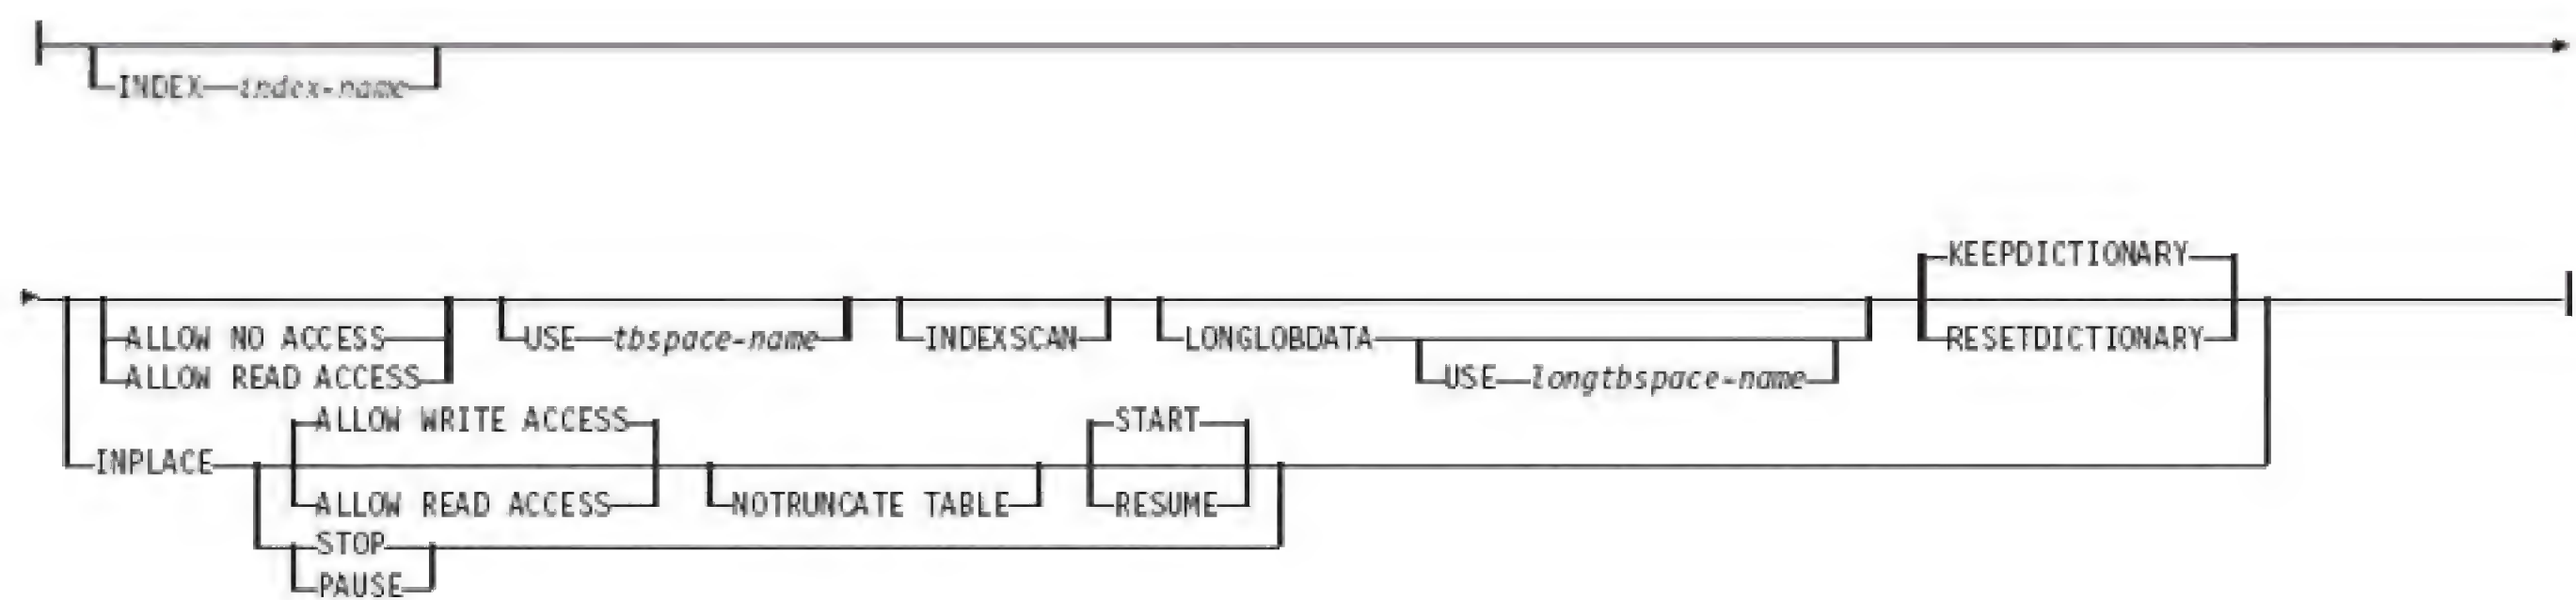 INDEX index-name
KEEPDICTIONARY
ALLOW NO ACCESS USE tbspace-name INDEXSCAN LONGLOBDATA RESETDICTIONARY
ALLOW READ ACCESS USE longtbspace-name
ALLOW WRITE ACCESS START
INPLACE
ALLOW READ ACCESS NOTRUNCATE TABLE RESUME
STOP
PAUSE